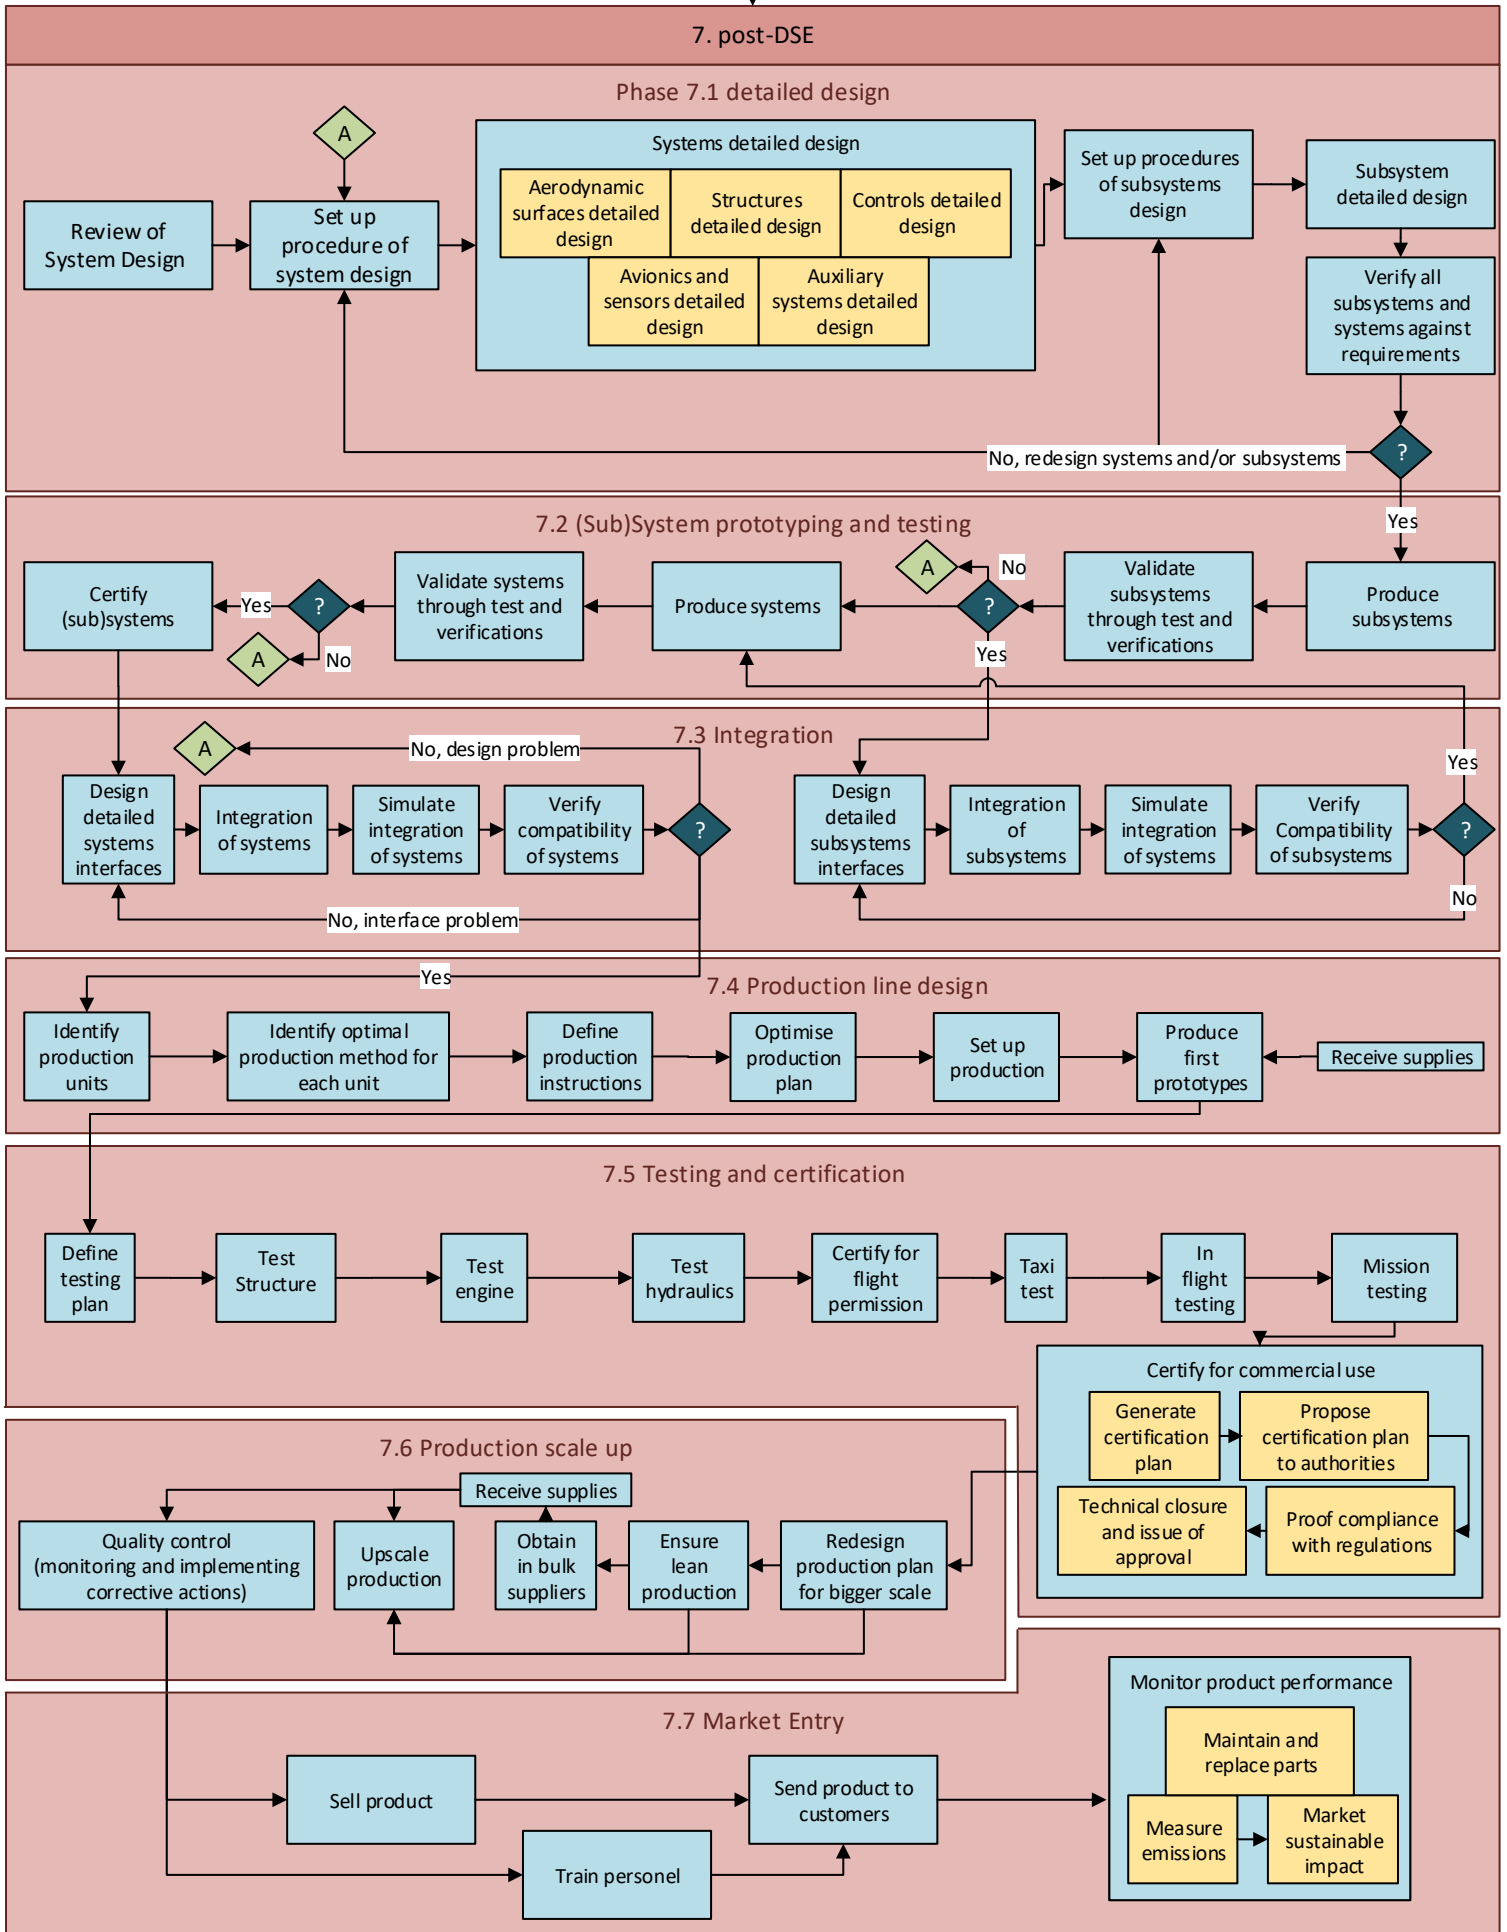 7. post-DSE
Phase 7.1 detailed design
A
Review of
System Design
Set up
procedure of
system design
Systems detailed design
Aerodynamic
surfaces detailed
design
Structures
detailed design
Controls detailed
design
Avionics and
sensors detailed
design
Auxiliary
systems detailed
design
Set up procedures
of subsystems
design
Subsystem
detailed design
Verify all
subsystems and
systems against
requirements
?
No, redesign systems and/or subsystems
Yes
7.2 (Sub)System prototyping and testing
Certify
(sub)systems
Yes
?
A
No
Validate systems
through test and
verifications
Produce systems
A
No
?
Yes
Validate
subsystems
through test and
verifications
Produce
subsystems
7.3 Integration
A
No, design problem
Design
detailed
systems
interfaces
Integration
of systems
Simulate
integration
of systems
Verify
compatibility
of systems
?
No, interface problem
Design
detailed
subsystems
interfaces
Integration
of
subsystems
Simulate
integration
of systems
Verify
Compatibility
of subsystems
Yes
?
No
Yes
7.4 Production line design
Identify
production
units
Identify optimal
production method for
each unit
Define
production
instructions
Optimise
production
plan
Set up
production
Produce
first
prototypes
Receive supplies
7.5 Testing and certification
Define
testing
plan
Test
Structure
Test
engine
Test
hydraulics
Certify for
flight
permission
Taxi
test
In
flight
testing
Mission
testing
Certify for commercial use
Generate
certification
plan
Propose
certification plan
to authorities
Technical closure
and issue of
approval
Proof compliance
with regulations
7.6 Production scale up
Receive supplies
Quality control
(monitoring and implementing
corrective actions)
Upscale
production
Obtain
in bulk
suppliers
Ensure
lean
production
Redesign
production plan
for bigger scale
7.7 Market Entry
Sell product
Train personel
Send product to
customers
Monitor product performance
Maintain and
replace parts
Measure
emissions
Market
sustainable
impact